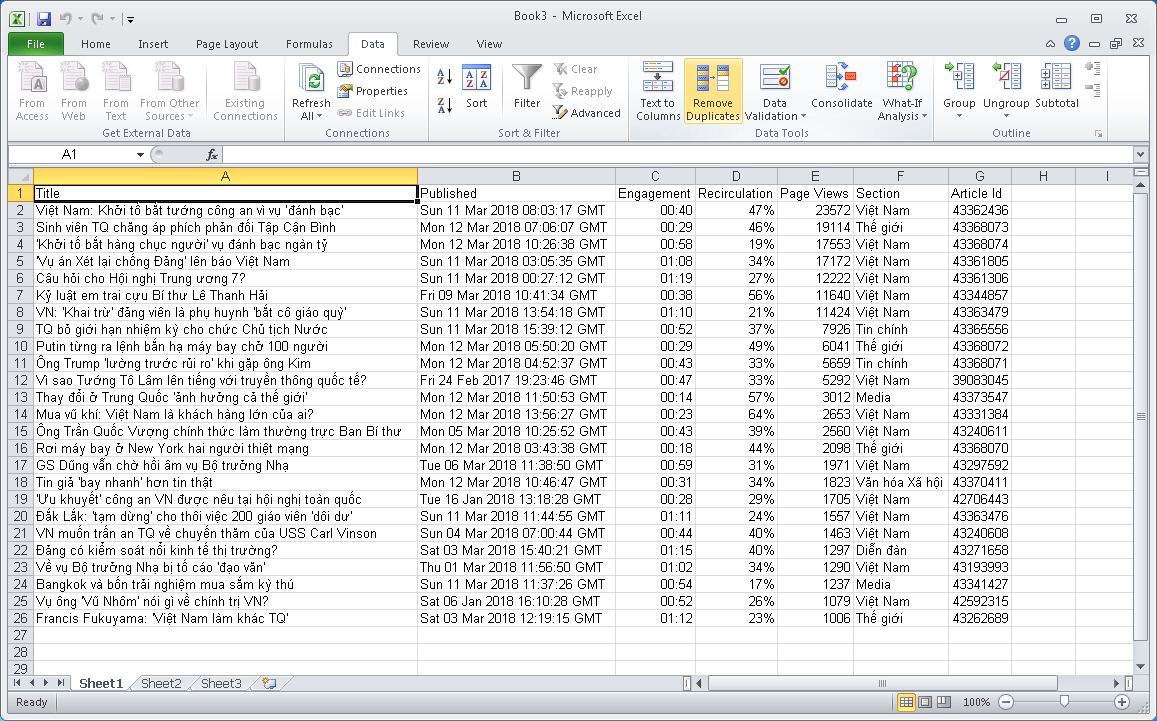 Book3 - Microsoft Excel
File Home Insert Page Layout Formulas Data Review View
From Access From Web From Text From Other Sources Existing Connections Refresh All Connections Properties Edit Links Sort Filter Clear Reapply Advanced Text to Columns Remove Duplicates Data Validation Consolidate What-If Analysis Group Ungroup Subtotal
Get External Data Connections Sort & Filter Data Tools Outline
A1 fx
A B C D E F G H I
1 Title Published Engagement Recirculation Page Views Section Article Id
2 Việt Nam: Khởi tố bắt tướng công an vì vụ 'đánh bạc' Sun 11 Mar 2018 08:03:17 GMT 00:40 47% 23572 Việt Nam 43362436
3 Sinh viên TQ chăng áp phích phản đối Tập Cận Bình Mon 12 Mar 2018 07:06:07 GMT 00:29 46% 19114 Thế giới 43368073
4 'Khởi tố bắt hàng chục người' vụ đánh bạc ngàn tỷ Mon 12 Mar 2018 10:26:38 GMT 00:58 19% 17553 Việt Nam 43368074
5 'Vụ án Xét lại chống Đảng' lên báo Việt Nam Sun 11 Mar 2018 03:05:35 GMT 01:08 34% 17172 Việt Nam 43361805
6 Câu hỏi cho Hội nghị Trung ương 7? Sun 11 Mar 2018 00:27:12 GMT 01:19 27% 12222 Việt Nam 43361306
7 Kỷ luật em trai cựu Bí thư Lê Thanh Hải Fri 09 Mar 2018 10:41:34 GMT 00:38 56% 11640 Việt Nam 43344857
8 VN: 'Khai trừ' đảng viên là phụ huynh 'bắt cô giáo quỳ' Sun 11 Mar 2018 13:54:18 GMT 01:10 21% 11424 Việt Nam 43363479
9 TQ bỏ giới hạn nhiệm kỳ cho chức Chủ tịch Nước Sun 11 Mar 2018 15:39:12 GMT 00:52 37% 7926 Tin chính 43365556
10 Putin từng ra lệnh bắn hạ máy bay chở 100 người Mon 12 Mar 2018 05:50:20 GMT 00:29 49% 6041 Thế giới 43368072
11 Ông Trump 'lường trước rủi ro' khi gặp ông Kim Mon 12 Mar 2018 04:52:37 GMT 00:43 33% 5659 Tin chính 43368071
12 Vì sao Tướng Tô Lâm lên tiếng với truyền thông quốc tế? Fri 24 Feb 2017 19:23:46 GMT 00:47 33% 5292 Việt Nam 39083045
13 Thay đổi ở Trung Quốc 'ảnh hưởng cả thế giới' Mon 12 Mar 2018 11:50:53 GMT 00:14 57% 3012 Media 43373547
14 Mua vũ khí: Việt Nam là khách hàng lớn của ai? Mon 12 Mar 2018 13:56:27 GMT 00:23 64% 2653 Việt Nam 43331384
15 Ông Trần Quốc Vượng chính thức làm thường trực Ban Bí thư Mon 05 Mar 2018 10:25:52 GMT 00:43 39% 2560 Việt Nam 43240611
16 Rơi máy bay ở New York hai người thiệt mạng Mon 12 Mar 2018 03:43:38 GMT 00:18 44% 2098 Thế giới 43368070
17 GS Dũng vẫn chờ hồi âm vụ Bộ trưởng Nhạ Tue 06 Mar 2018 11:38:50 GMT 00:59 31% 1971 Việt Nam 43297592
18 Tin giả 'bay nhanh' hơn tin thật Mon 12 Mar 2018 10:46:47 GMT 00:31 34% 1823 Văn hóa Xã hội 43370411
19 'Ưu khuyết' công an VN được nêu tại hội nghị toàn quốc Tue 16 Jan 2018 13:18:28 GMT 00:28 29% 1705 Việt Nam 42706443
20 Đắk Lắk: 'tạm dừng' cho thôi việc 200 giáo viên 'dôi dư' Sun 11 Mar 2018 11:44:55 GMT 01:11 24% 1557 Việt Nam 43363476
21 VN muốn trấn an TQ về chuyến thăm của USS Carl Vinson Sun 04 Mar 2018 07:00:44 GMT 00:44 40% 1463 Việt Nam 43240608
22 Đảng có kiểm soát nổi kinh tế thị trường? Sat 03 Mar 2018 15:40:21 GMT 01:15 40% 1297 Diễn đàn 43271658
23 Về vụ Bộ trưởng Nhạ bị tố cáo 'đạo văn' Thu 01 Mar 2018 11:56:50 GMT 01:02 34% 1290 Việt Nam 43193993
24 Bangkok và bốn trải nghiệm mua sắm kỳ thú Sun 11 Mar 2018 11:37:26 GMT 00:54 17% 1237 Media 43341427
25 Vụ ông 'Vũ Nhôm' nói gì về chính trị VN? Sat 06 Jan 2018 16:10:28 GMT 00:52 26% 1079 Việt Nam 42592315
26 Francis Fukuyama: 'Việt Nam làm khác TQ' Sat 03 Mar 2018 12:19:15 GMT 01:12 23% 1006 Thế giới 43262689
27
28
29
Sheet1 Sheet2 Sheet3
Ready 100%